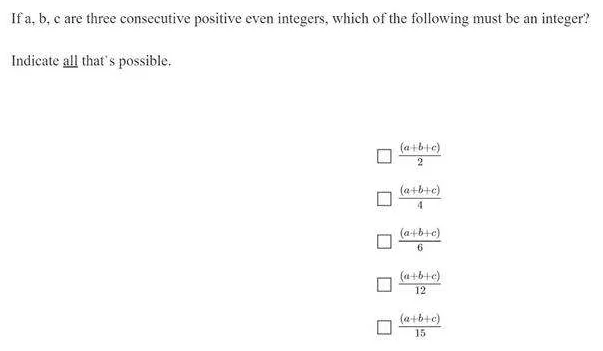 If a, b, c are three consecutive positive even integers, which of the following must be an integer?
Indicate all that`s possible.
(a+b+c)
2
(a+b+c)
4
(a+b+c)
6
(a+b+c)
12
(a+b+c)
15